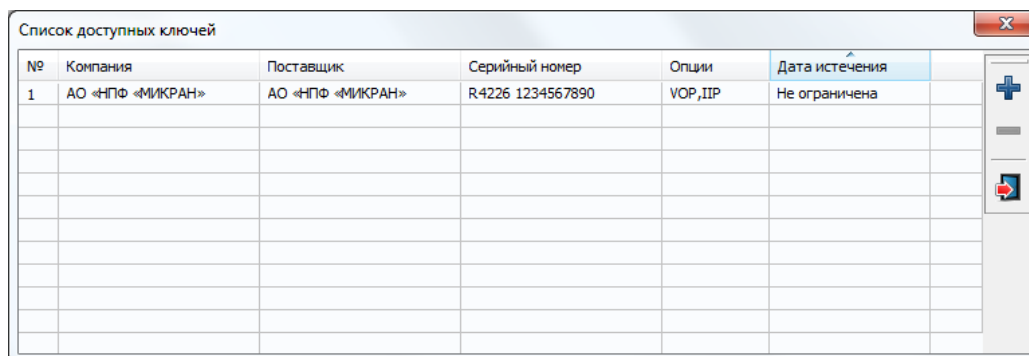 Список доступных ключей
№ Компания Поставщик Серийный номер Опции Дата истечения
1 АО «НПФ «МИКРАН» АО «НПФ «МИКРАН» R4226 1234567890 VOP,IIP Не ограничена